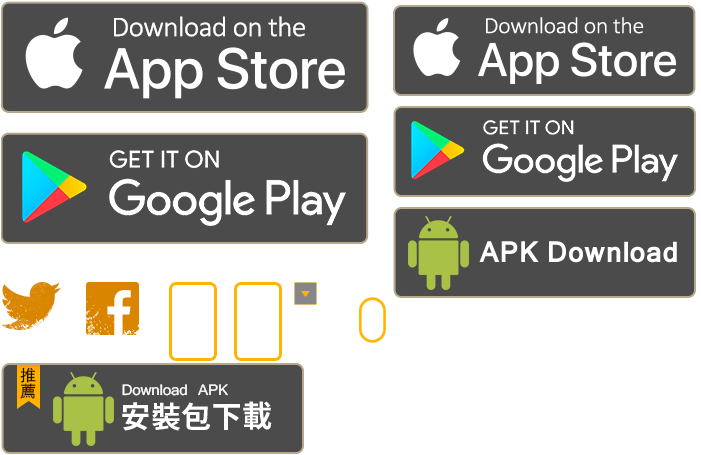 Download on the
App Store
GET IT ON
Google Play
Download on the
App Store
GET IT ON
Google Play
APK Download
推薦
Download APK
安裝包下載